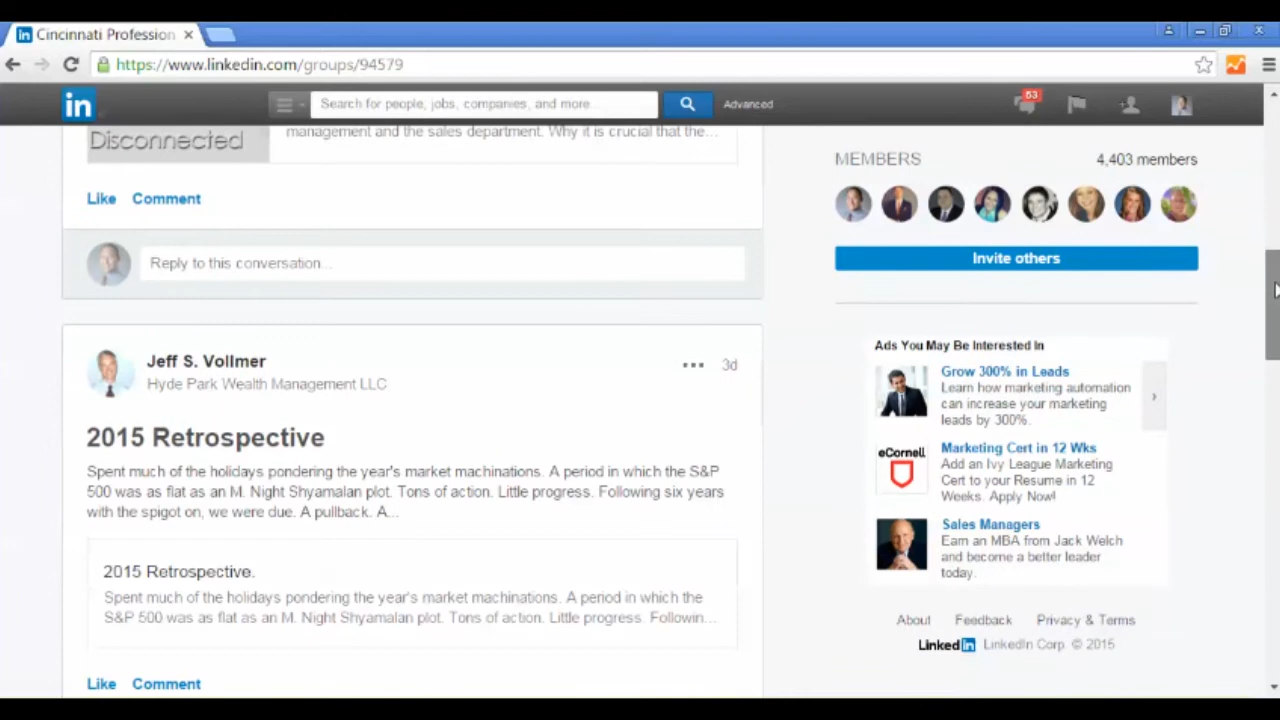 Cincinnati Profession
https://www.linkedin.com/groups/94579
in
Search for people, jobs, companies, and more...
Advanced
53
Disconnected
management and the sales department. Why it is crucial that the...
Like Comment
Reply to this conversation...
Jeff S. Vollmer
Hyde Park Wealth Management LLC
3d
2015 Retrospective
Spent much of the holidays pondering the year's market machinations. A period in which the S&P
500 was as flat as an M. Night Shyamalan plot. Tons of action. Little progress. Following six years
with the spigot on, we were due. A pullback. A...
2015 Retrospective.
Spent much of the holidays pondering the year's market machinations. A period in which the
S&P 500 was as flat as an M. Night Shyamalan plot. Tons of action. Little progress. Followin...
Like Comment
MEMBERS 4,403 members
Invite others
Ads You May Be Interested In
Grow 300% in Leads
Learn how marketing automation
can increase your marketing
leads by 300%.
eCornell
Marketing Cert in 12 Wks
Add an Ivy League Marketing
Cert to your Resume in 12
Weeks. Apply Now!
Sales Managers
Earn an MBA from Jack Welch
and become a better leader
today.
About Feedback Privacy & Terms
LinkedIn LinkedIn Corp. © 2015